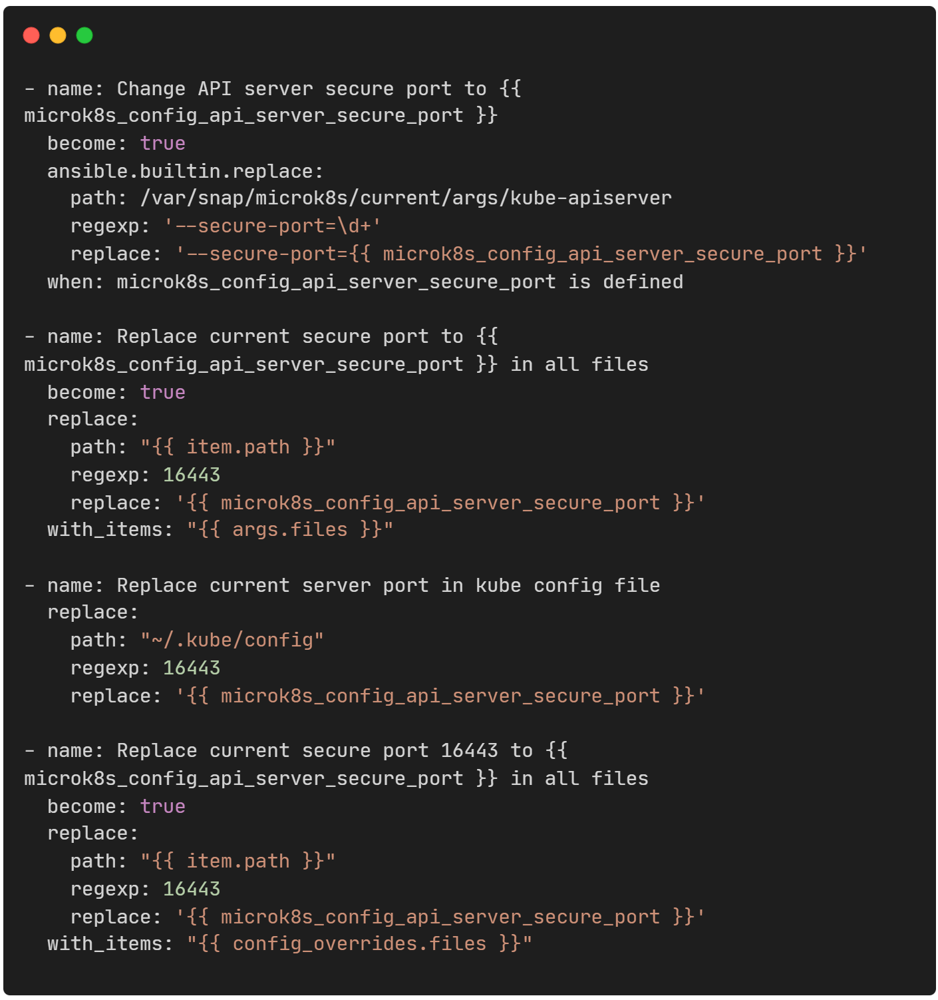 - name: Change API server secure port to {{
microk8s_config_api_server_secure_port }}
  become: true
  ansible.builtin.replace:
    path: /var/snap/microk8s/current/args/kube-apiserver
    regexp: '--secure-port=\d+'
    replace: '--secure-port={{ microk8s_config_api_server_secure_port }}'
  when: microk8s_config_api_server_secure_port is defined

- name: Replace current secure port to {{
microk8s_config_api_server_secure_port }} in all files
  become: true
  replace:
    path: "{{ item.path }}"
    regexp: 16443
    replace: '{{ microk8s_config_api_server_secure_port }}'
  with_items: "{{ args.files }}"

- name: Replace current server port in kube config file
  replace:
    path: "~/.kube/config"
    regexp: 16443
    replace: '{{ microk8s_config_api_server_secure_port }}'

- name: Replace current secure port 16443 to {{
microk8s_config_api_server_secure_port }} in all files
  become: true
  replace:
    path: "{{ item.path }}"
    regexp: 16443
    replace: '{{ microk8s_config_api_server_secure_port }}'
  with_items: "{{ config_overrides.files }}"